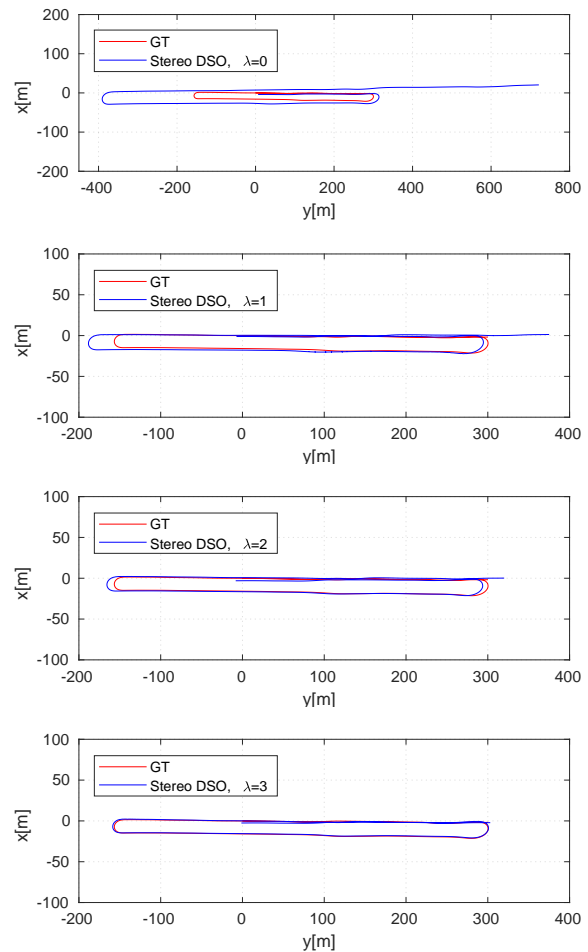 200
100
0
-100
-200
x[m]
GT
Stereo DSO, λ=0
-400 -200 0 200 400 600 800
y[m]
100
50
0
-50
-100
x[m]
GT
Stereo DSO, λ=1
-200 -100 0 100 200 300 400
y[m]
100
50
0
-50
-100
x[m]
GT
Stereo DSO, λ=2
-200 -100 0 100 200 300 400
y[m]
100
50
0
-50
-100
x[m]
GT
Stereo DSO, λ=3
-200 -100 0 100 200 300 400
y[m]